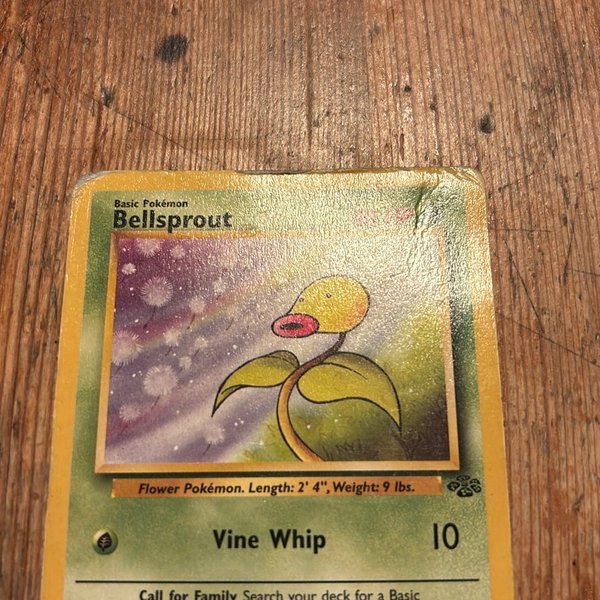 Basic Pokémon
Bellsprout
Flower Pokémon. Length: 2' 4", Weight: 9 lbs.
Vine Whip 10
Call for Family Search your deck for a Basic